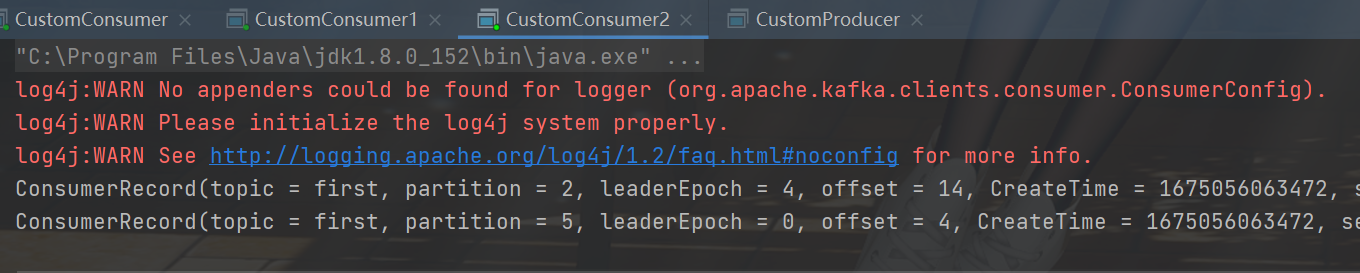 CustomConsumer CustomConsumer1 CustomConsumer2 CustomProducer
"C:\Program Files\Java\jdk1.8.0_152\bin\java.exe" ...
log4j:WARN No appenders could be found for logger (org.apache.kafka.clients.consumer.ConsumerConfig).
log4j:WARN Please initialize the log4j system properly.
log4j:WARN See http://logging.apache.org/log4j/1.2/faq.html#noconfig for more info.
ConsumerRecord(topic = first, partition = 2, leaderEpoch = 4, offset = 14, CreateTime = 1675056063472, s
ConsumerRecord(topic = first, partition = 5, leaderEpoch = 0, offset = 4, CreateTime = 1675056063472, se